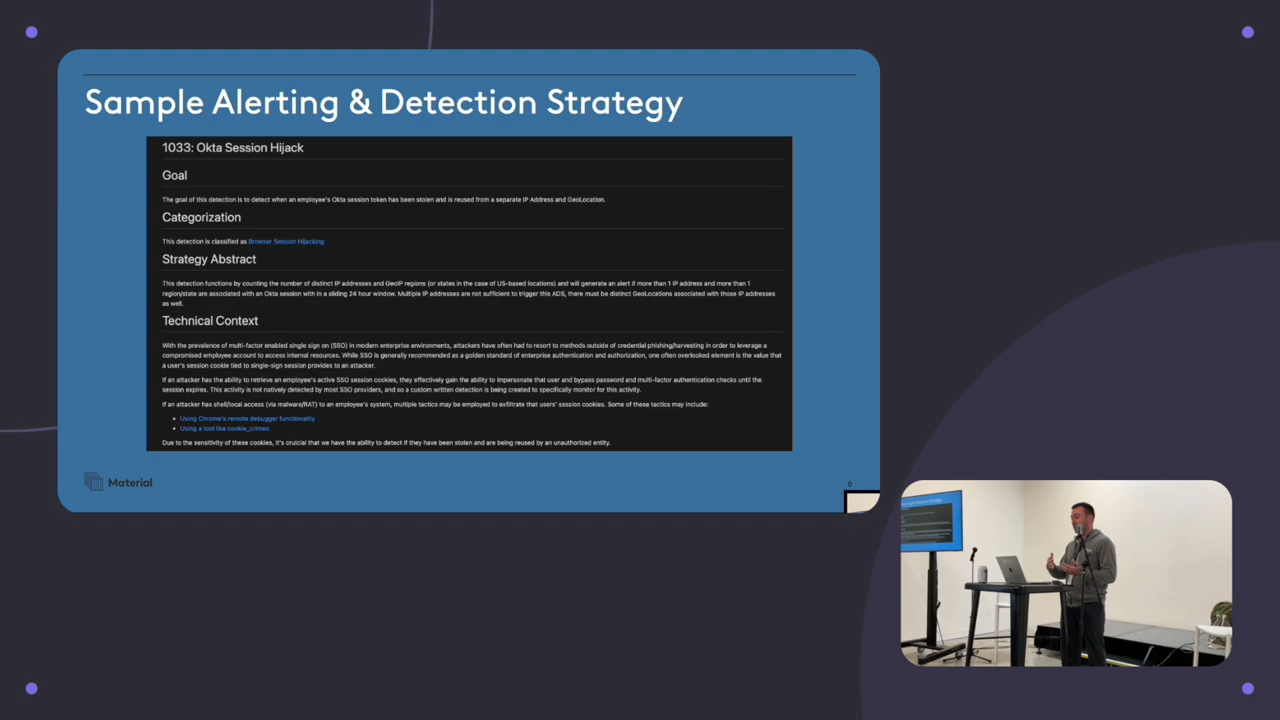 Sample Alerting & Detection Strategy
1033: Okta Session Hijack
Goal
The goal of this detection is to detect when an employee's Okta session token has been stolen and is reused from a separate IP Address and GeoLocation.
Categorization
This detection is classified as Browser Session Hijacking
Strategy Abstract
This detection functions by counting the number of distinct IP addresses and GeoIP regions (or states in the case of US-based locations) and will generate an alert if more than 1 IP address and more than 1
region/state are associated with an Okta session with in a sliding 24 hour window. Multiple IP addresses are not sufficient to trigger this ADS, there must be distinct GeoLocations associated with those IP addresses
as well.
Technical Context
With the prevalence of multi-factor enabled single sign on (SSO) in modern enterprise environments, attackers have often had to resort to methods outside of credential phishing/harvesting in order to leverage a
compromised employee account to access internal resources. While SSO is generally recommended as a golden standard of enterprise authentication and authorization, one often overlooked element is the value that
a user's session cookie tied to single-sign session provides to an attacker.
If an attacker has the ability to retrieve an employee's active SSO session cookies, they effectively gain the ability to impersonate that user and bypass password and multi-factor authentication checks until the
session expires. This activity is not natively detected by most SSO providers, and so a custom written detection is being created to specifically monitor for this activity.
If an attacker has shell/local access (via malware/RAT) to an employee's system, multiple tactics may be employed to exfiltrate that users' session cookies. Some of these tactics may include:
• Using Chrome's remote debugger functionality
• Using a tool like cookie_crimes
Due to the sensitivity of these cookies, it's cruicial that we have the ability to detect if they have been stolen and are being reused by an unauthorized entity.
Material
6